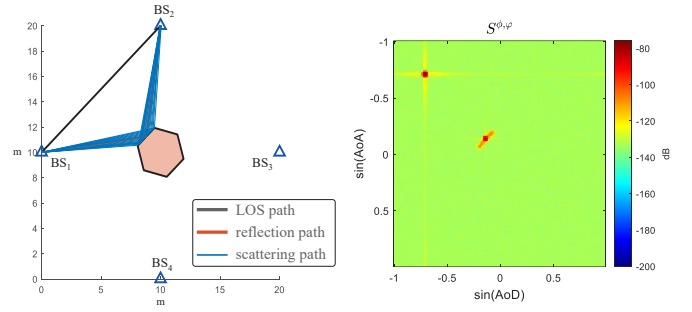 BS2
20
18
16
14
12
m 10
BS1
BS3
8
6
4
2
0
BS4
0
10
20
m
LOS path
reflection path
scattering path
S^{ϕ,φ}
-1
-0.5
0
0.5
sin(AoA)
-1
-0.5
0
0.5
sin(AoD)
-80
-100
-120
-140
-160
-180
-200
dB